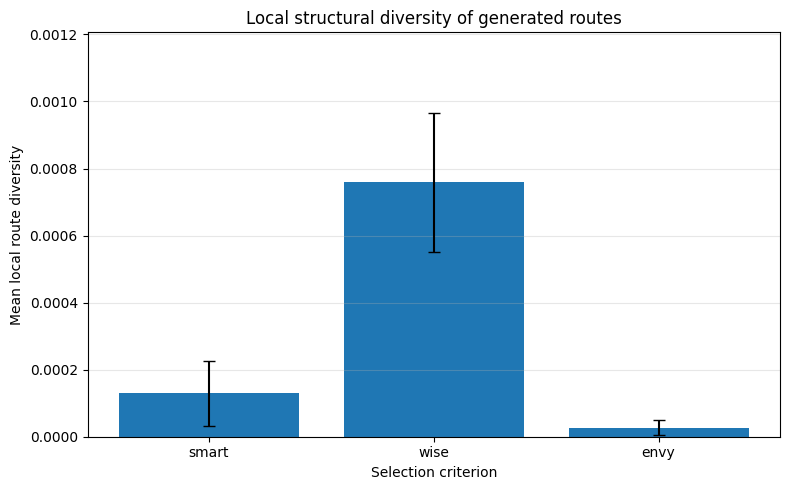 Local structural diversity of generated routes
Mean local route diversity
0.0012
0.0010
0.0008
0.0006
0.0004
0.0002
0.0000
smart
wise
envy
Selection criterion